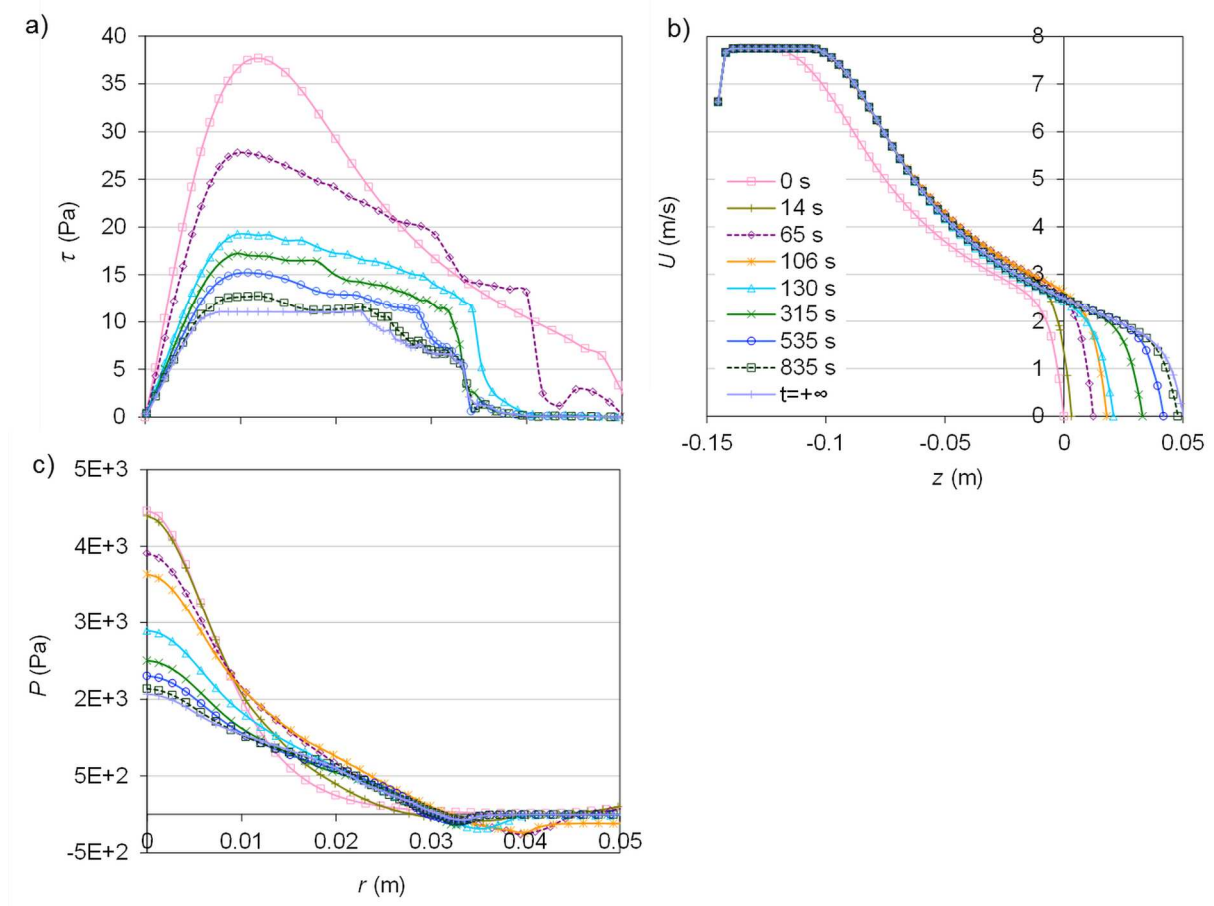 a)
40
35
30
25
20
15
10
5
0
τ (Pa)
b)
8
7
6
5
4
3
2
1
0
U (m/s)
0 s
14 s
65 s
106 s
130 s
315 s
535 s
835 s
t=+∞
-0.15
-0.1
-0.05
0
0.05
z (m)
c)
5E+3
4E+3
3E+3
2E+3
5E+2
-5E+2
P (Pa)
0
0.01
0.02
0.03
0.04
0.05
r (m)